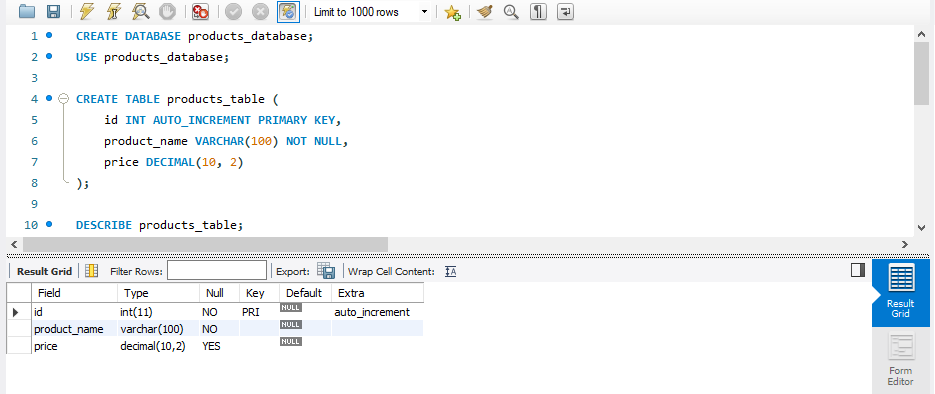 Limit to 1000 rows
1 CREATE DATABASE products_database;
2 USE products_database;
3
4 CREATE TABLE products_table (
5 id INT AUTO_INCREMENT PRIMARY KEY,
6 product_name VARCHAR(100) NOT NULL,
7 price DECIMAL(10, 2)
8 );
9
10 DESCRIBE products_table;
Result Grid Filter Rows: Export: Wrap Cell Content: IA
Field Type Null Key Default Extra
id int(11) NO PRI NULL auto_increment
product_name varchar(100) NO NULL
price decimal(10,2) YES NULL
Result
Grid
Form
Editor